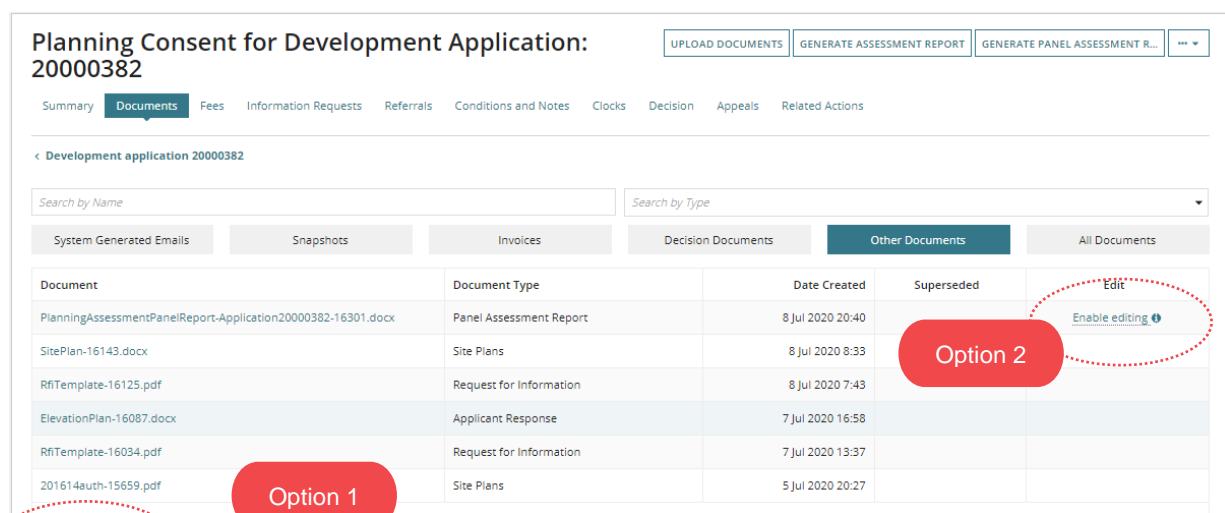 Planning Consent for Development Application:
20000382
UPLOAD DOCUMENTS GENERATE ASSESSMENT REPORT GENERATE PANEL ASSESSMENT R... ...
Summary Documents Fees Information Requests Referrals Conditions and Notes Clocks Decision Appeals Related Actions
< Development application 20000382
Search by Name Search by Type
System Generated Emails Snapshots Invoices Decision Documents Other Documents All Documents
Document Document Type Date Created Superseded Edit
PlanningAssessmentPanelReport-Application20000382-16301.docx Panel Assessment Report 8 Jul 2020 20:40 Enable editing
SitePlan-16143.docx Site Plans 8 Jul 2020 8:33 Option 2
RfiTemplate-16125.pdf Request for Information 8 Jul 2020 7:43
ElevationPlan-16087.docx Applicant Response 7 Jul 2020 16:58
RfiTemplate-16034.pdf Request for Information 7 Jul 2020 13:37
201614auth-15659.pdf Site Plans 5 Jul 2020 20:27
Option 1